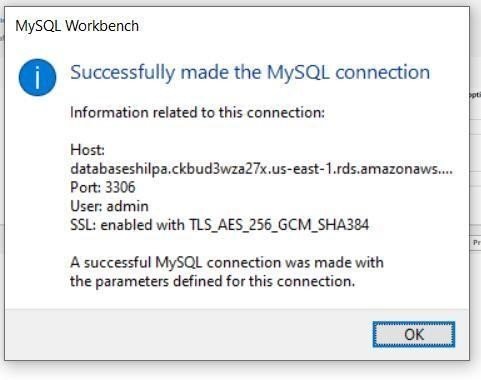 MySQL Workbench
Successfully made the MySQL connection
Information related to this connection:
Host:
databaseshilpa.ckbud3wza27x.us-east-1.rds.amazonaws....
Port: 3306
User: admin
SSL: enabled with TLS_AES_256_GCM_SHA384
A successful MySQL connection was made with
the parameters defined for this connection.
OK